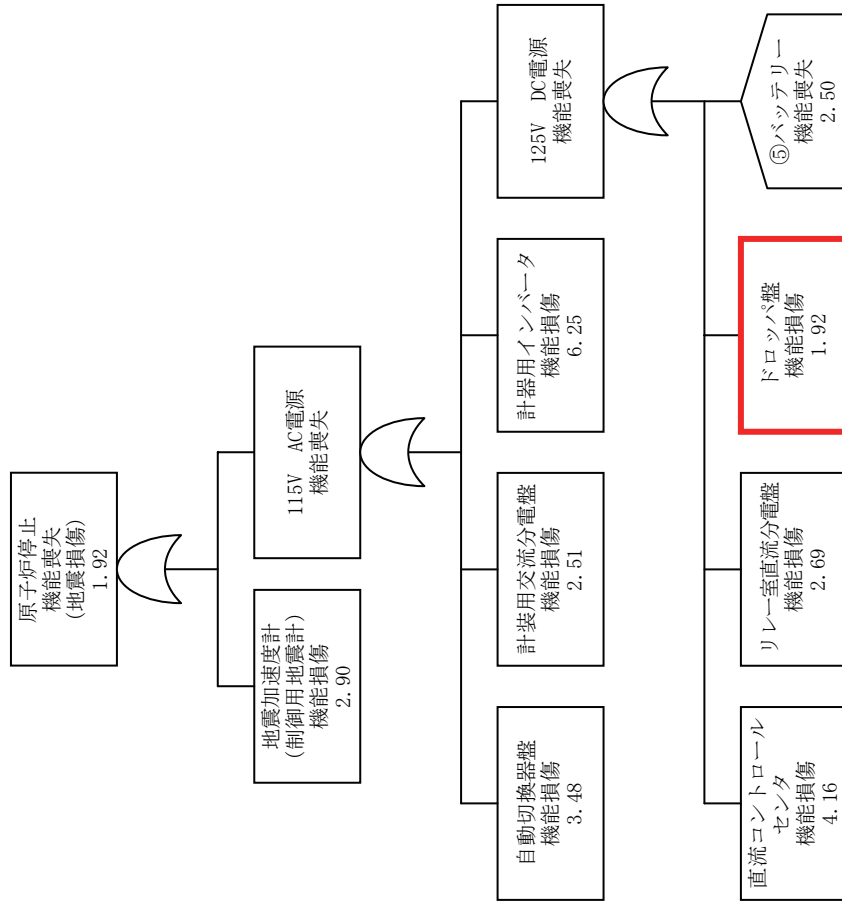 原子炉停止
機能喪失
(地震損傷)
1.92
地震加速度計
(制御用地震計)
機能損傷
2.90
115V　AC電源
機能喪失
自動切換器盤
機能損傷
3.48
計装用交流分電盤
機能損傷
2.51
計器用インバータ
機能損傷
6.25
125V　DC電源
機能喪失
直流コントロール
センタ
機能損傷
4.16
リレー室直流分電盤
機能損傷
2.69
ドロッパ盤
機能損傷
1.92
⑤バッテリー
機能喪失
2.50